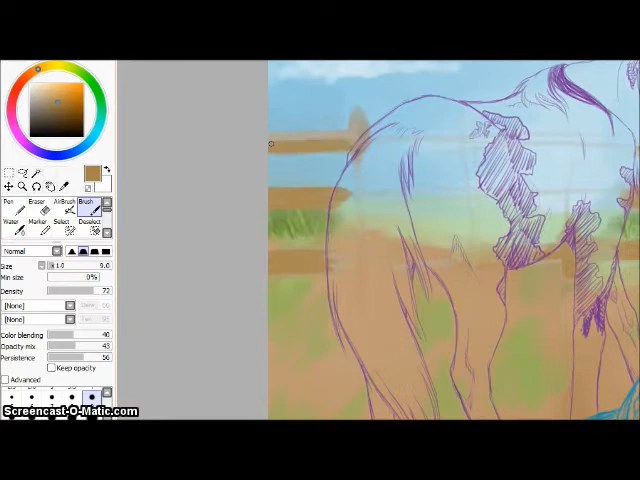 Pen Eraser AirBrush Brush
Water Marker Select Deselect
Normal
Size x 1.0 9.0
Min size 0%
Density 72
[None]
[None]
Color blending 40
Opacity mix 43
Persistence 56
Keep opacity
Advanced
Screencast-O-Matic.com